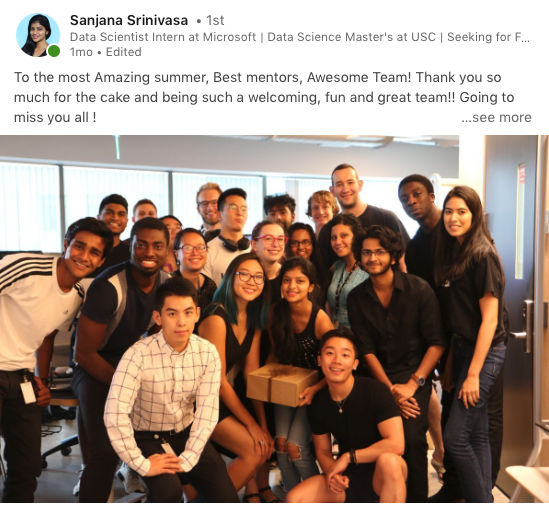 Sanjana Srinivasa • 1st
Data Scientist Intern at Microsoft | Data Science Master's at USC | Seeking for F...
1mo • Edited
To the most Amazing summer, Best mentors, Awesome Team! Thank you so
much for the cake and being such a welcoming, fun and great team!! Going to
miss you all ! ...see more